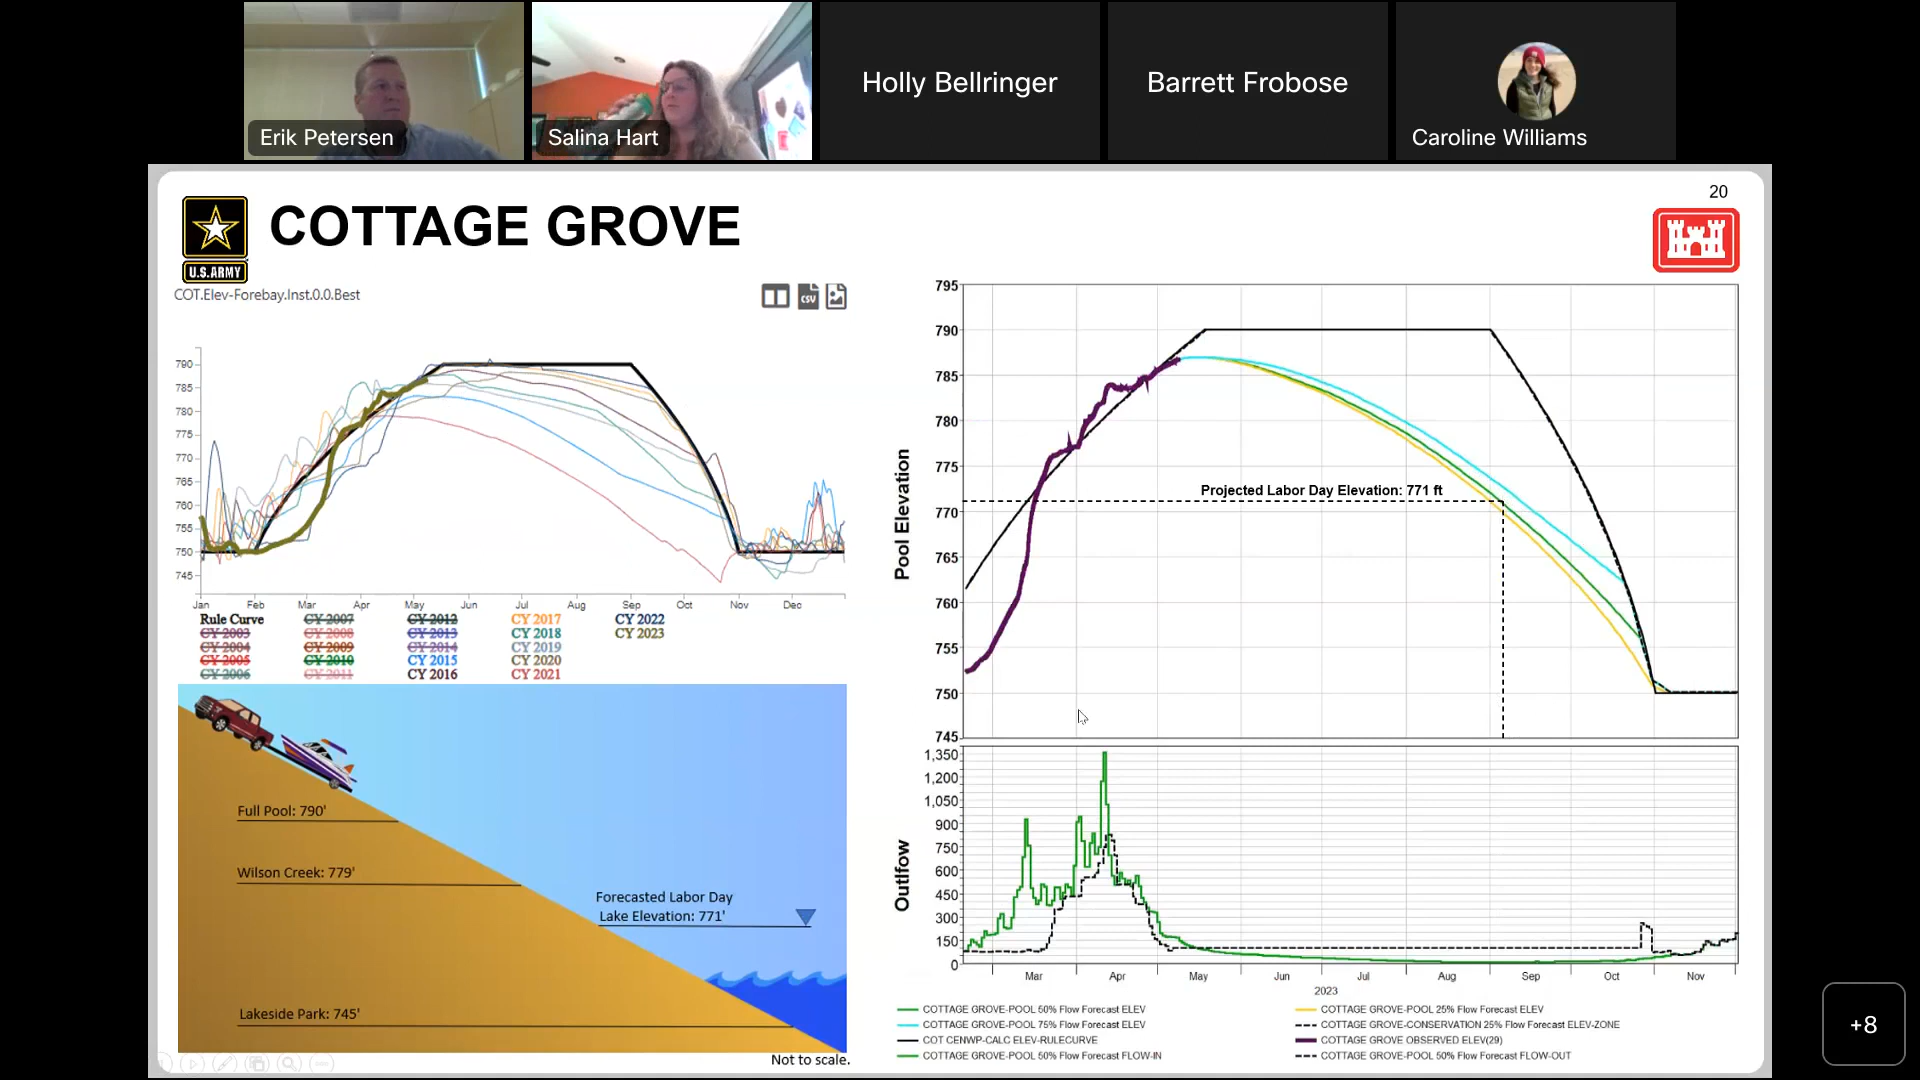 Erik Petersen
Salina Hart
Holly Bellringer
Barrett Frobose
Caroline Williams
20
U.S.ARMY
COTTAGE GROVE
COT.Elev-Forebay.Inst.0.0.Best
CSV
790
785
780
775
770
765
760
755
750
745
Jan Feb Mar Apr May Jun Jul Aug Sep Oct Nov Dec
Rule Curve CY 2007 CY 2012 CY 2017 CY 2022
CY 2003 CY 2008 CY 2013 CY 2018 CY 2023
CY 2004 CY 2009 CY 2014 CY 2019
CY 2005 CY 2010 CY 2015 CY 2020
CY 2006 CY 2011 CY 2016 CY 2021
Full Pool: 790'
Wilson Creek: 779'
Forecasted Labor Day
Lake Elevation: 771'
Lakeside Park: 745'
Not to scale.
Pool Elevation
795
790
785
780
775
770
765
760
755
750
745
Projected Labor Day Elevation: 771 ft
Outlfow
1,350
1,200
1,050
900
750
600
450
300
150
0
Mar Apr May Jun Jul Aug Sep Oct Nov
2023
COTTAGE GROVE-POOL 50% Flow Forecast ELEV
COTTAGE GROVE-POOL 75% Flow Forecast ELEV
COT CENWP-CALC ELEV-RULECURVE
COTTAGE GROVE-POOL 50% Flow Forecast FLOW-IN
COTTAGE GROVE-POOL 25% Flow Forecast ELEV
COTTAGE GROVE-CONSERVATION 25% Flow Forecast ELEV-ZONE
COTTAGE GROVE OBSERVED ELEV(29)
COTTAGE GROVE-POOL 50% Flow Forecast FLOW-OUT
+8